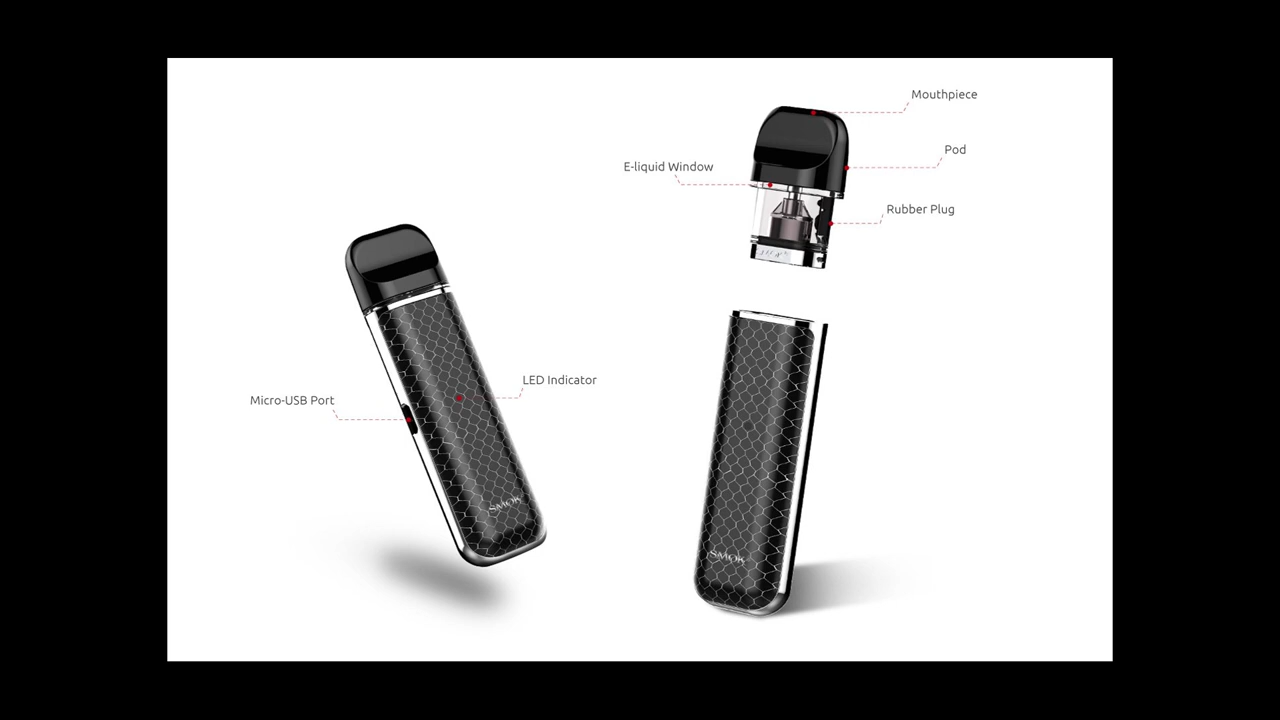 Mouthpiece
Pod
E-liquid Window
Rubber Plug
LED Indicator
Micro-USB Port
SMOK
SMOK